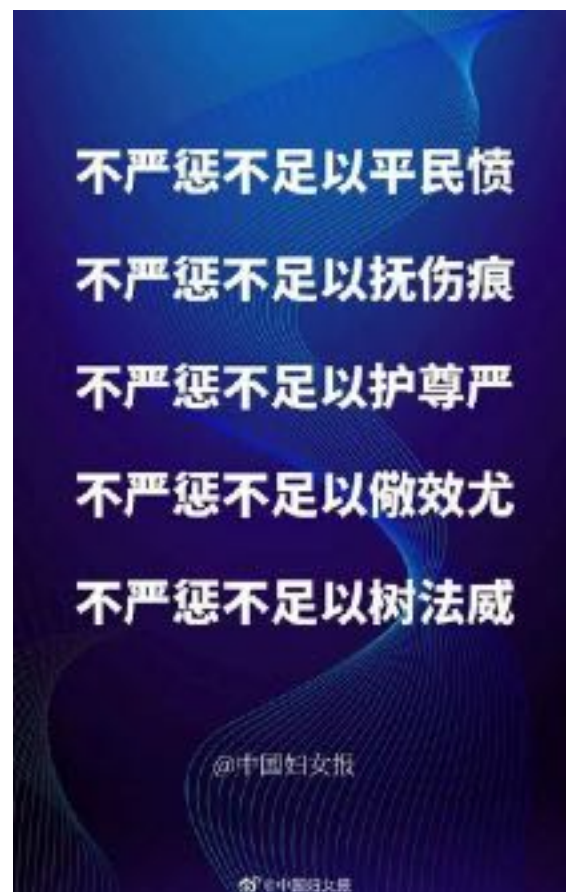 不严惩不足以平民愤
不严惩不足以抚伤痕
不严惩不足以护尊严
不严惩不足以儆效尤
不严惩不足以树法威
@中国妇女报
@中国妇女报